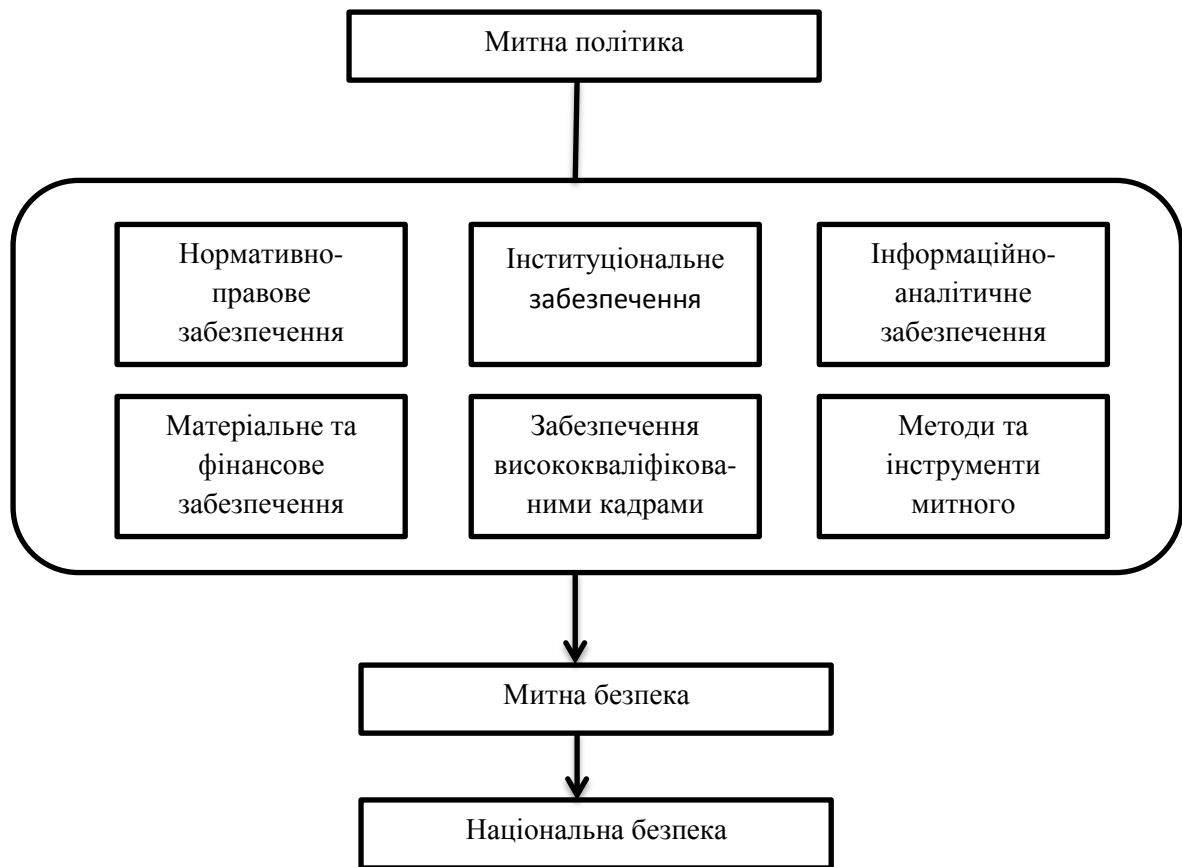 Митна політика
Нормативно-
правове
забезпечення
Інституціональне
забезпечення
Інформаційно-
аналітичне
забезпечення
Матеріальне та
фінансове
забезпечення
Забезпечення
висококваліфікова-
ними кадрами
Методи та
інструменти
митного
Митна безпека
Національна безпека